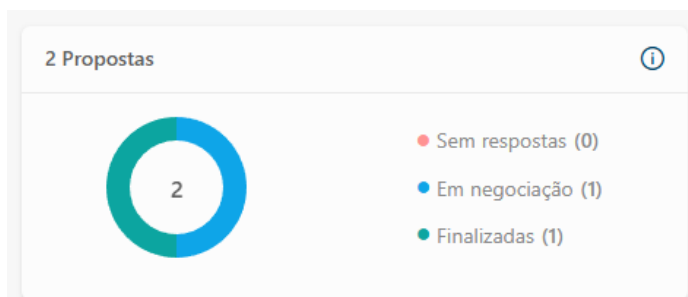 2 Propostas
2
Sem respostas (0)
Em negociação (1)
Finalizadas (1)